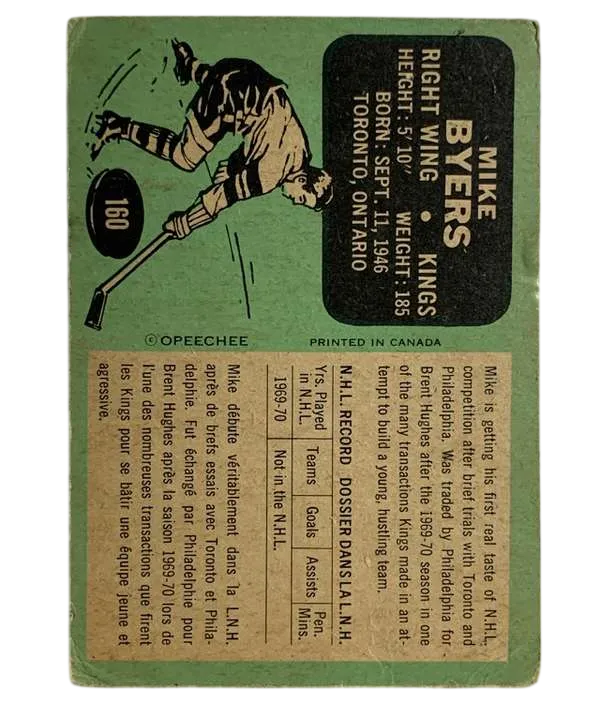 MIKE
BYERS
RIGHT WING • KINGS
HEIGHT: 5' 10" WEIGHT: 185
BORN: SEPT. 11, 1946
TORONTO, ONTARIO
160
© OPEECHEE
PRINTED IN CANADA
Mike is getting his first real taste of N.H.L.
competition after brief trials with Toronto and
Philadelphia. Was traded by Philadelphia for
Brent Hughes after the 1969-70 season in one
of the many transactions Kings made in an at-
tempt to build a young, hustling team.
N.H.L. RECORD DOSSIER DANS LA L.N.H.
Yrs. Played in N.H.L. Teams Goals Assists Pen. Mins.
1969-70 Not in the N.H.L.
Mike débute véritablement dans la L.N.H.
après de brefs essais avec Toronto et Phila-
delphie. Fut échangé par Philadelphie pour
Brent Hughes après la saison 1969-70 lors de
l'une des nombreuses transactions que firent
les Kings pour se bâtir une équipe jeune et
agressive.